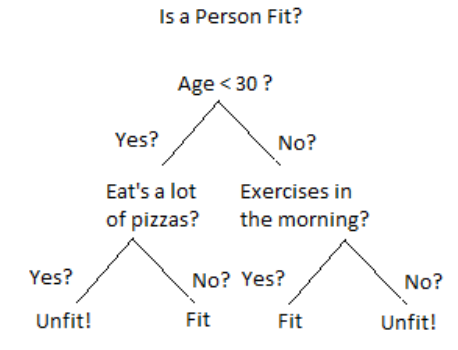 Is a Person Fit?
Age < 30 ?
Yes?
No?
Eat's a lot
of pizzas?
Exercises in
the morning?
Yes?
No?
Yes?
No?
Unfit!
Fit
Fit
Unfit!